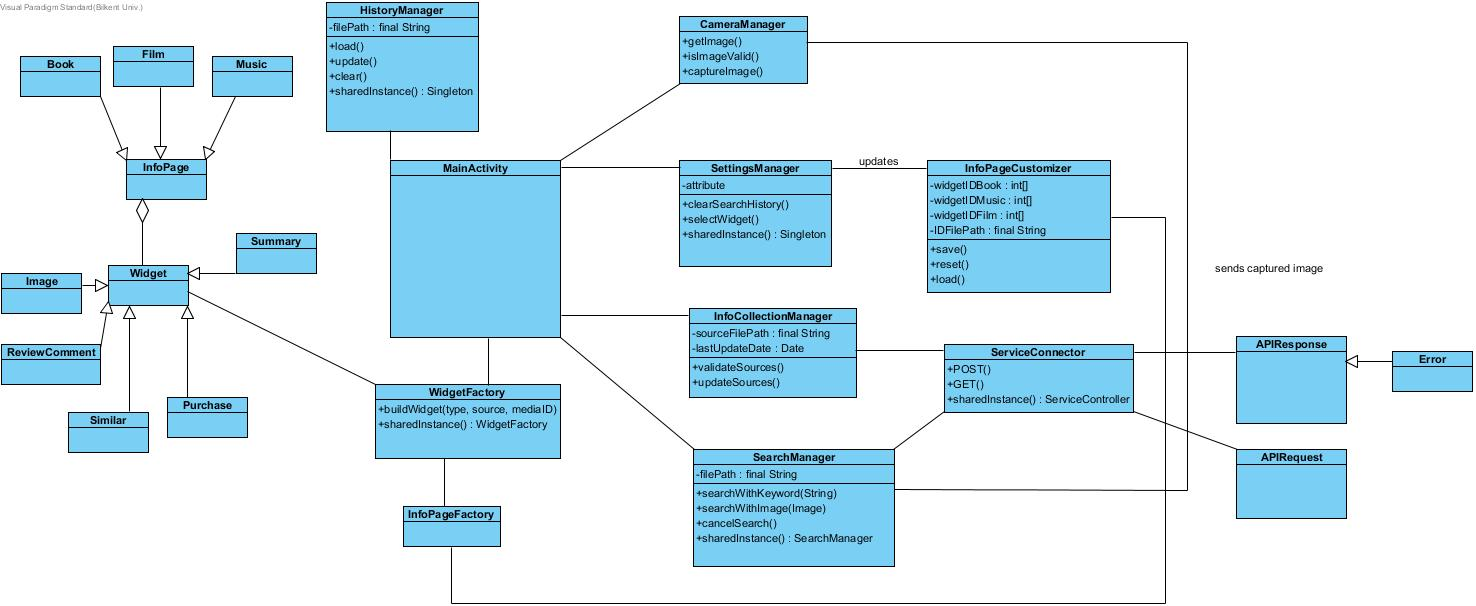 Visual Paradigm Standard(Bilkent Univ.)
HistoryManager
-filePath : final String
+load()
+update()
+clear()
+sharedInstance() : Singleton
CameraManager
+getImage()
+isImageValid()
+captureImage()
Book
Film
Music
InfoPage
MainActivity
SettingsManager
-attribute
+clearSearchHistory()
+selectWidget()
+sharedInstance() : Singleton
updates
InfoPageCustomizer
-widgetIDBook : int[]
-widgetIDMusic : int[]
-widgetIDFilm : int[]
-IDFilePath : final String
+save()
+reset()
+load()
sends captured image
Summary
Widget
Image
ReviewComment
Similar
Purchase
InfoCollectionManager
-sourceFilePath : final String
-lastUpdateDate : Date
+validateSources()
+updateSources()
ServiceConnector
+POST()
+GET()
+sharedInstance() : ServiceController
APIResponse
Error
WidgetFactory
+buildWidget(type, source, mediaID)
+sharedInstance() : WidgetFactory
SearchManager
-filePath : final String
+searchWithKeyword(String)
+searchWithImage(Image)
+cancelSearch()
+sharedInstance() : SearchManager
APIRequest
InfoPageFactory